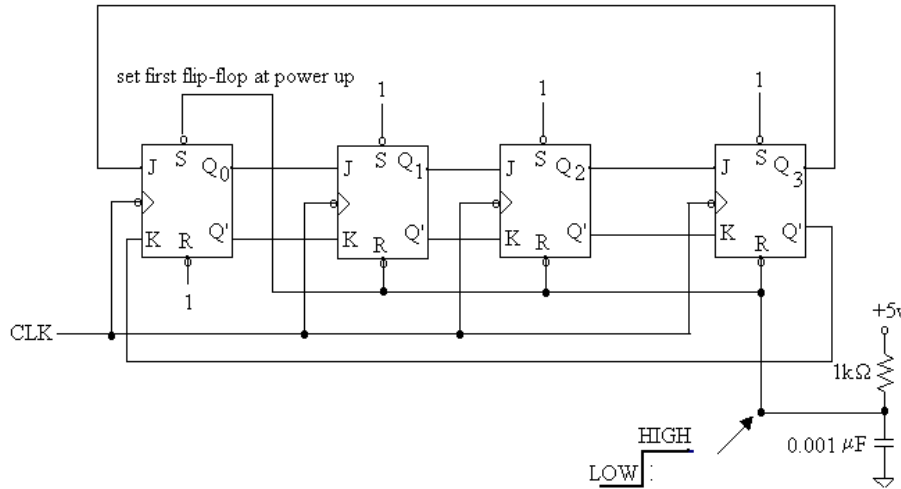 set first flip-flop at power up
1
1
1
J S Q0
J S Q1
J S Q2
J S Q3
K R Q'
K R Q'
K R Q'
K R Q'
1
CLK
+5v
1kΩ
HIGH
0.001 μF
LOW